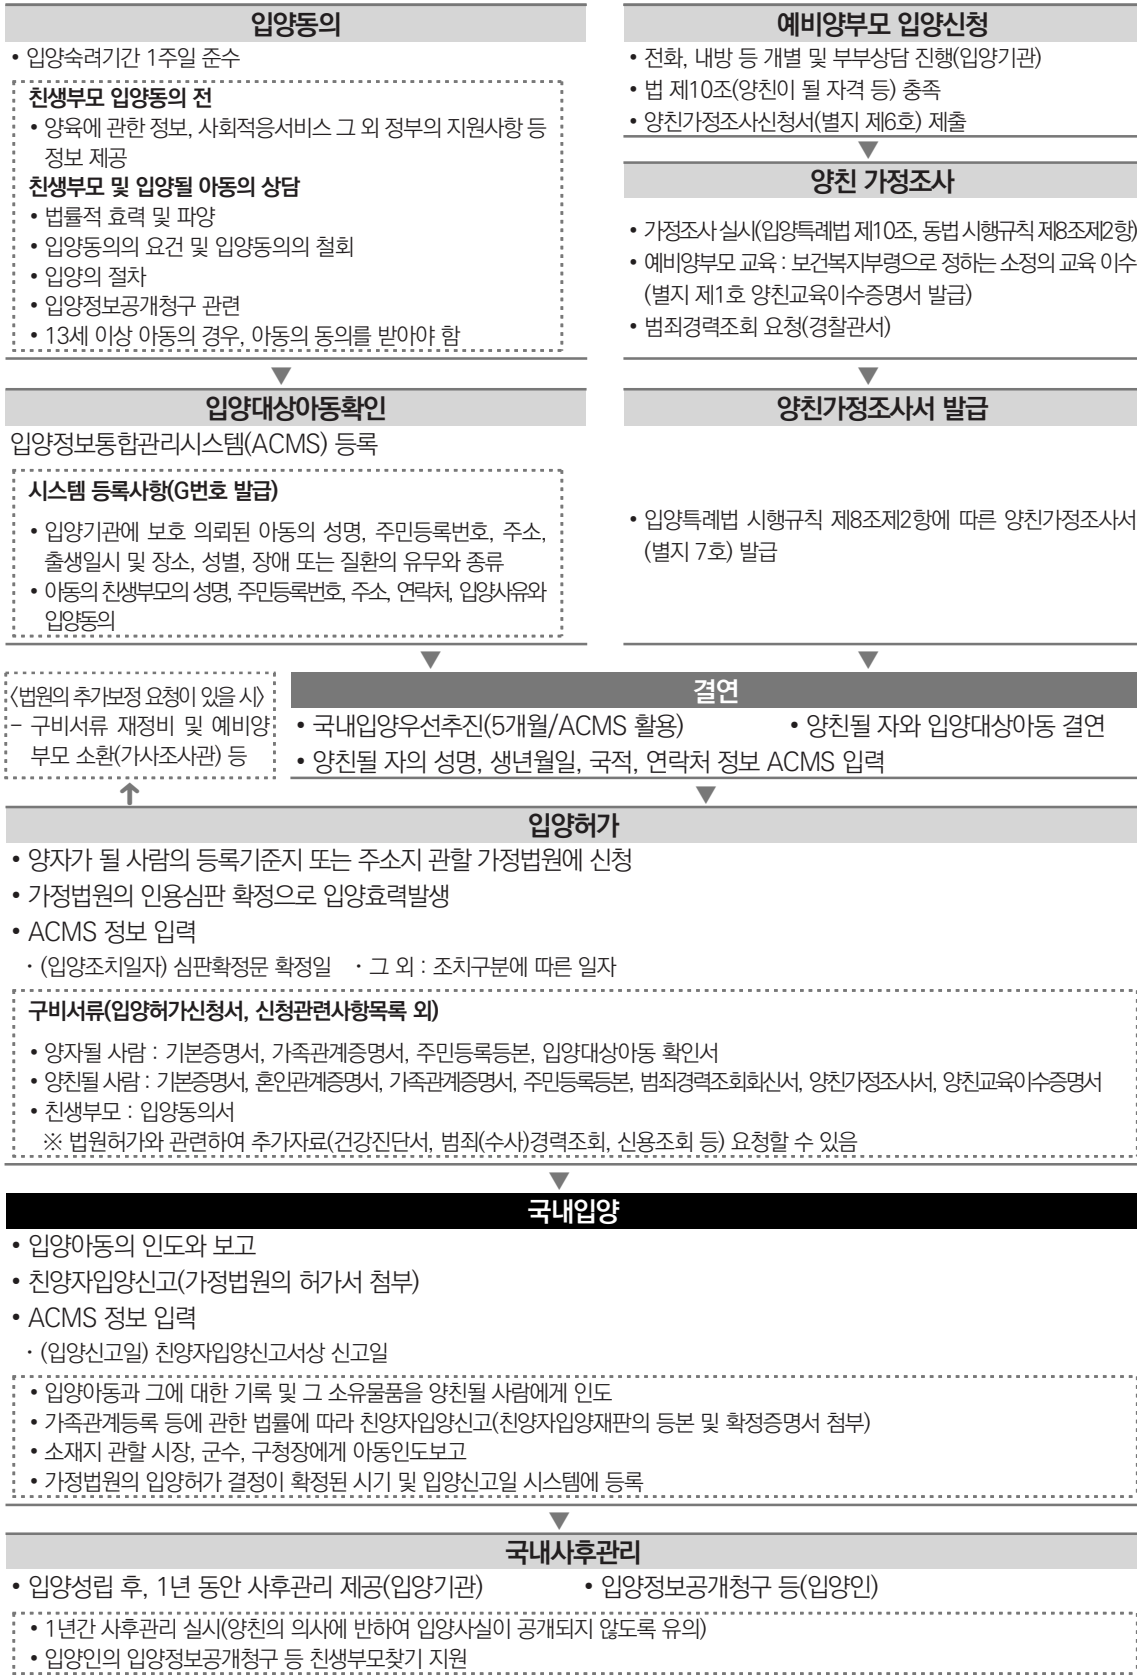 입양동의
• 입양숙려기간 1주일 준수
친생부모 입양동의 전
• 양육에 관한 정보, 사회적응서비스 그 외 정부의 지원사항 등
정보 제공
친생부모 및 입양될 아동의 상담
• 법률적 효력 및 파양
• 입양동의의 요건 및 입양동의의 철회
• 입양의 절차
• 입양정보공개청구 관련
• 13세 이상 아동의 경우, 아동의 동의를 받아야 함
예비양부모 입양신청
• 전화, 내방 등 개별 및 부부상담 진행(입양기관)
• 법 제10조(양친이 될 자격 등) 충족
• 양친가정조사신청서(별지 제6호) 제출
▼
양친 가정조사
• 가정조사 실시(입양특례법 제10조, 동법 시행규칙 제8조제2항)
• 예비양부모 교육 : 보건복지부령으로 정하는 소정의 교육 이수
(별지 제1호 양친교육이수증명서 발급)
• 범죄경력조회 요청(경찰관서)
▼
입양대상아동확인
입양정보통합관리시스템(ACMS) 등록
시스템 등록사항(G번호 발급)
• 입양기관에 보호 의뢰된 아동의 성명, 주민등록번호, 주소,
출생일시 및 장소, 성별, 장애 또는 질환의 유무와 종류
• 아동의 친생부모의 성명, 주민등록번호, 주소, 연락처, 입양사유와
입양동의
▼
양친가정조사서 발급
• 입양특례법 시행규칙 제8조제2항에 따른 양친가정조사서
(별지 7호) 발급
▼
▼
〈법원의 추가보정 요청이 있을 시〉
– 구비서류 재정비 및 예비양
부모 소환(가사조사관) 등
↑
결연
• 국내입양우선추진(5개월/ACMS 활용) • 양친될 자와 입양대상아동 결연
• 양친될 자의 성명, 생년월일, 국적, 연락처 정보 ACMS 입력
▼
입양허가
• 양자가 될 사람의 등록기준지 또는 주소지 관할 가정법원에 신청
• 가정법원의 인용심판 확정으로 입양효력발생
• ACMS 정보 입력
· (입양조치일자) 심판확정문 확정일 · 그 외 : 조치구분에 따른 일자
구비서류(입양허가신청서, 신청관련사항목록 외)
• 양자될 사람 : 기본증명서, 가족관계증명서, 주민등록등본, 입양대상아동 확인서
• 양친될 사람 : 기본증명서, 혼인관계증명서, 가족관계증명서, 주민등록등본, 범죄경력조회회신서, 양친가정조사서, 양친교육이수증명서
• 친생부모 : 입양동의서
※ 법원허가와 관련하여 추가자료(건강진단서, 범죄(수사)경력조회, 신용조회 등) 요청할 수 있음
▼
국내입양
• 입양아동의 인도와 보고
• 친양자입양신고(가정법원의 허가서 첨부)
• ACMS 정보 입력
· (입양신고일) 친양자입양신고서상 신고일
• 입양아동과 그에 대한 기록 및 그 소유물품을 양친될 사람에게 인도
• 가족관계등록 등에 관한 법률에 따라 친양자입양신고(친양자입양재판의 등본 및 확정증명서 첨부)
• 소재지 관할 시장, 군수, 구청장에게 아동인도보고
• 가정법원의 입양허가 결정이 확정된 시기 및 입양신고일 시스템에 등록
▼
국내사후관리
• 입양성립 후, 1년 동안 사후관리 제공(입양기관) • 입양정보공개청구 등(입양인)
• 1년간 사후관리 실시(양친의 의사에 반하여 입양사실이 공개되지 않도록 유의)
• 입양인의 입양정보공개청구 등 친생부모찾기 지원